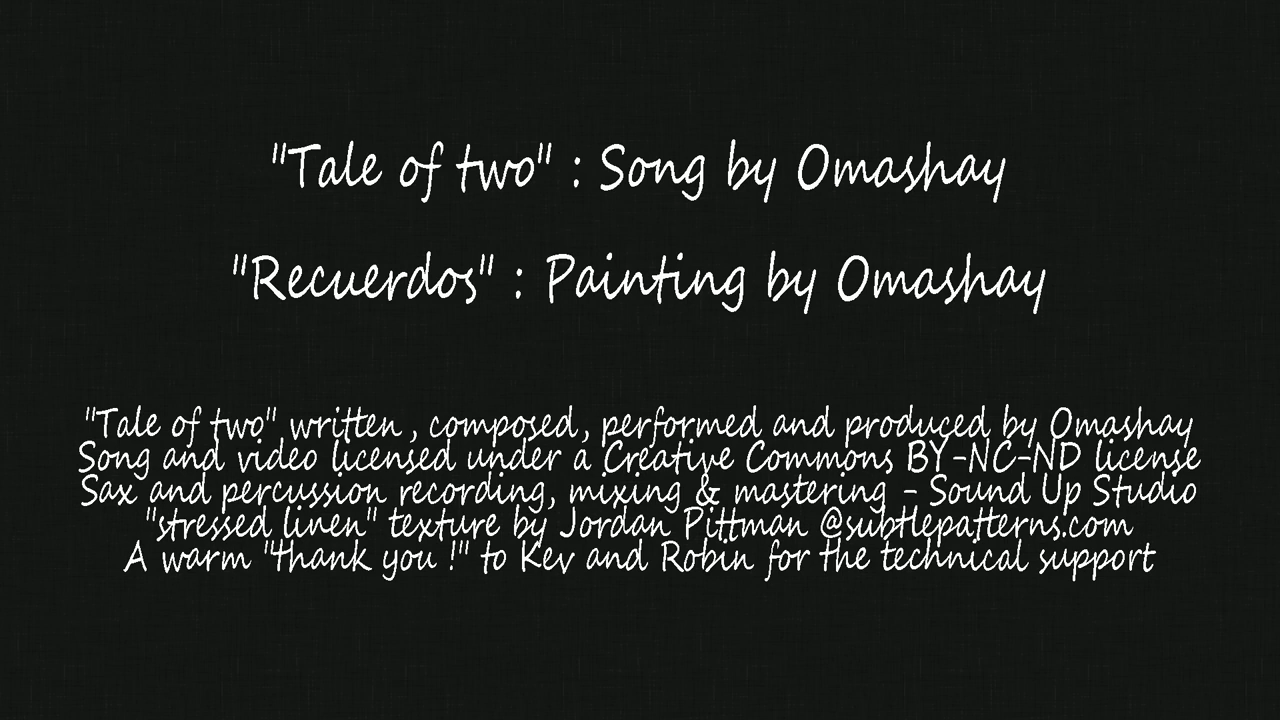 "Tale of two" : Song by Omashay
"Recuerdos" : Painting by Omashay
"Tale of two" written , composed, performed and produced by Omashay
Song and video licensed under a Creative Commons BY-NC-ND license
Sax and percussion recording, mixing & mastering - Sound Up Studio
"stressed linen" texture by Jordan Pittman @subtlepatterns.com
A warm "thank you !" to Kev and Robin for the technical support